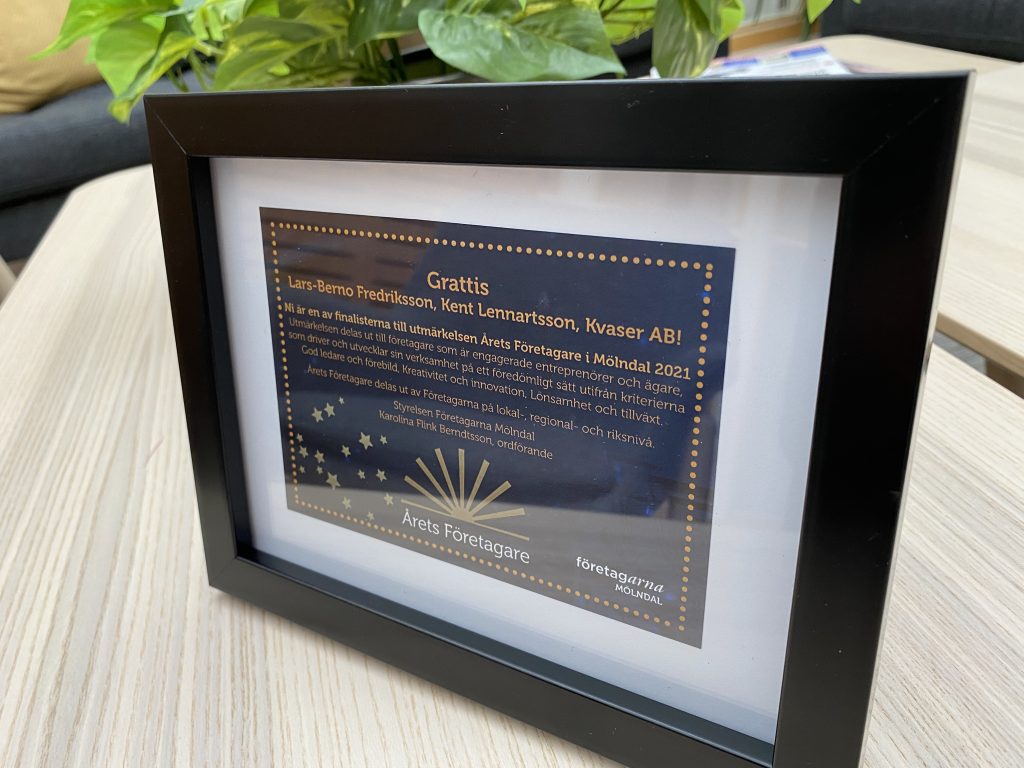 Grattis
Lars-Berno Fredriksson, Kent Lennartsson, Kvaser AB!
Ni är en av finalisterna till utmärkelsen Årets Företagare i Mölndal 2021
Utmärkelsen delas ut till företagare som är engagerade entreprenörer och ägare,
som driver och utvecklar sin verksamhet på ett föredömligt sätt utifrån kriterierna
God ledare och förebild, Kreativitet och innovation, Lönsamhet och tillväxt.
Årets Företagare delas ut av Företagarna på lokal-, regional- och riksnivå.
Styrelsen Företagarna Mölndal
Karolina Flink Berndtsson, ordförande
Årets Företagare
företagarna
MÖLNDAL